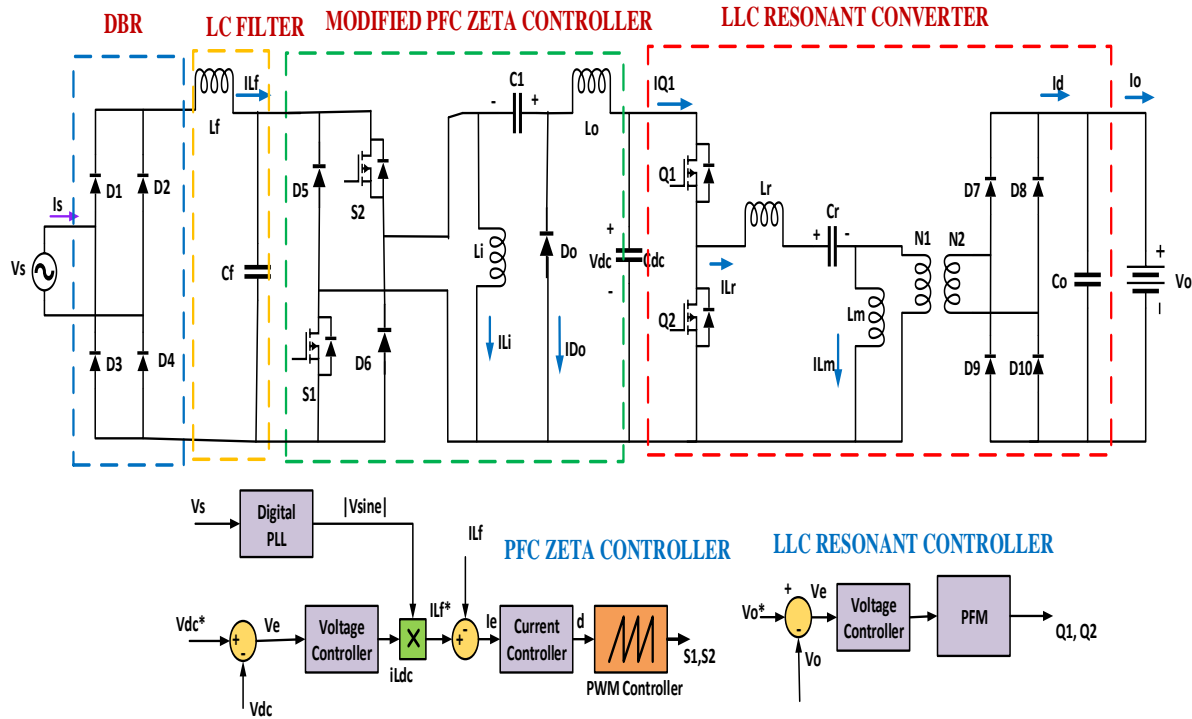 DBR
LC FILTER
MODIFIED PFC ZETA CONTROLLER
LLC RESONANT CONVERTER
ILf
Lf
C1
-
+
Lo
IQ1
Id
Io
D1
D2
Is
Vs
D3
D4
Cf
D5
S2
S1
D6
Li
ILi
Do
IDo
+
Vdc
Cdc
-
Q1
Q2
Lr
ILr
Cr
+
-
Lm
ILm
N1
N2
D7
D8
D9
D10
Co
+
Vo
-
Vs
Digital
PLL
|Vsine|
ILf
PFC ZETA CONTROLLER
LLC RESONANT CONTROLLER
Vdc*
+
-
Ve
Vdc
Voltage
Controller
iLdc
X
ILf*
+
-
Ie
Current
Controller
d
PWM Controller
S1,S2
Vo*
+
-
Ve
Vo
Voltage
Controller
PFM
Q1, Q2